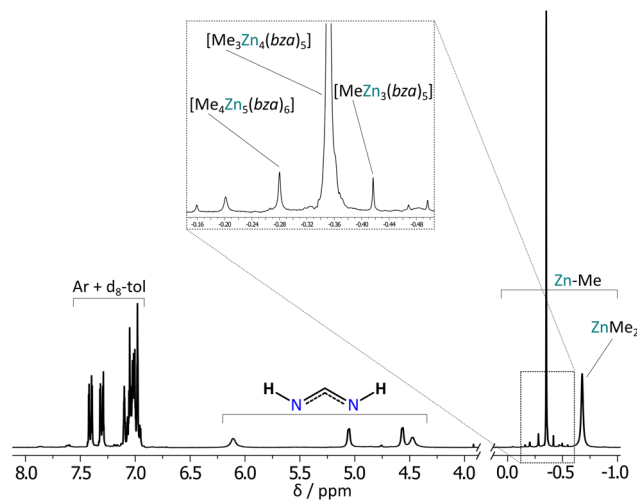 [Me₃Zn₄(bza)₅]
[Me₄Zn₅(bza)₆]
[MeZn₃(bza)₅]
-0.16 -0.20 -0.24 -0.28 -0.32 -0.36 -0.40 -0.44 -0.48
Ar + d₈-tol
Zn-Me
ZnMe₂
H N N H
8.0 7.5 7.0 6.5 6.0 5.5 5.0 4.5 4.0 0.0 -0.5 -1.0
δ / ppm